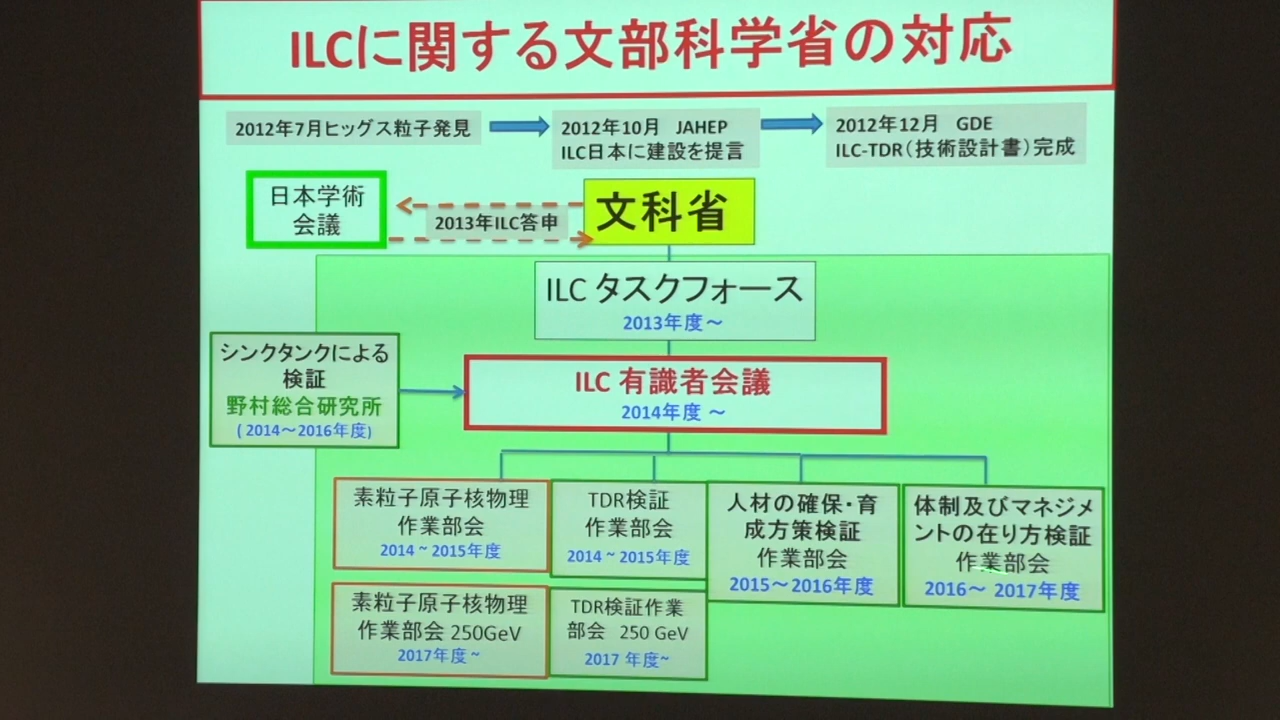 ILCに関する文部科学省の対応
2012年7月ヒッグス粒子発見
2012年10月 JAHEP
ILC日本に建設を提言
2012年12月 GDE
ILC-TDR(技術設計書)完成
日本学術
会議
2013年ILC答申
文科省
ILC タスクフォース
2013年度～
シンクタンクによる
検証
野村総合研究所
(2014～2016年度)
ILC 有識者会議
2014年度 ～
素粒子原子核物理
作業部会
2014 ~ 2015年度
TDR検証
作業部会
2014 ~ 2015年度
人材の確保・育
成方策検証
作業部会
2015～2016年度
体制及びマネジメ
ントの在り方検証
作業部会
2016～ 2017年度
素粒子原子核物理
作業部会 250GeV
2017年度 ~
TDR検証作業
部会 250 GeV
2017 年度~